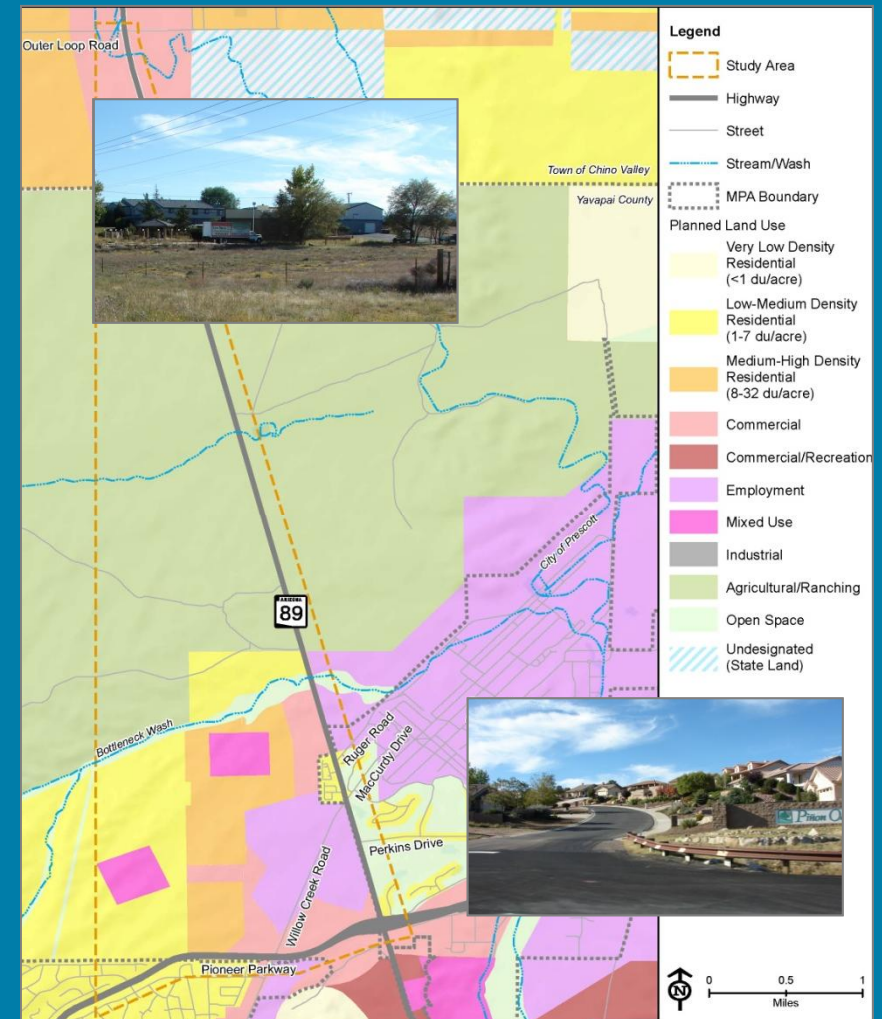 Outer Loop Road
Town of Chino Valley
Yavapai County
City of Prescott
ARIZONA
89
Bottleneck Wash
Ruger Road
MacCurdy Drive
Perkins Drive
Willow Creek Road
Pioneer Parkway
Piñon O
Legend
Study Area
Highway
Street
Stream/Wash
MPA Boundary
Planned Land Use
Very Low Density
Residential
(<1 du/acre)
Low-Medium Density
Residential
(1-7 du/acre)
Medium-High Density
Residential
(8-32 du/acre)
Commercial
Commercial/Recreation
Employment
Mixed Use
Industrial
Agricultural/Ranching
Open Space
Undesignated
(State Land)
N
0 0.5 1
Miles